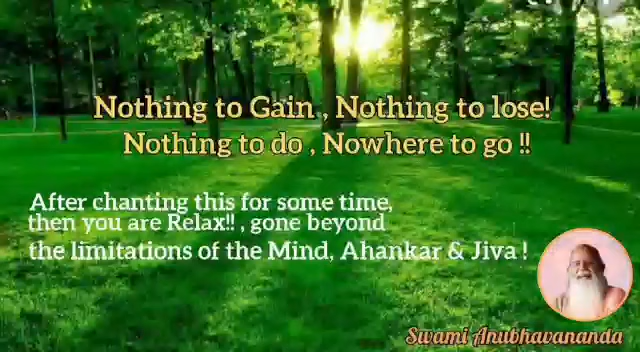 Nothing to Gain , Nothing to lose!
Nothing to do , Nowhere to go !!
After chanting this for some time,
then you are Relax!! , gone beyond
the limitations of the Mind, Ahankar & Jiva !
Swami Anubhavananda